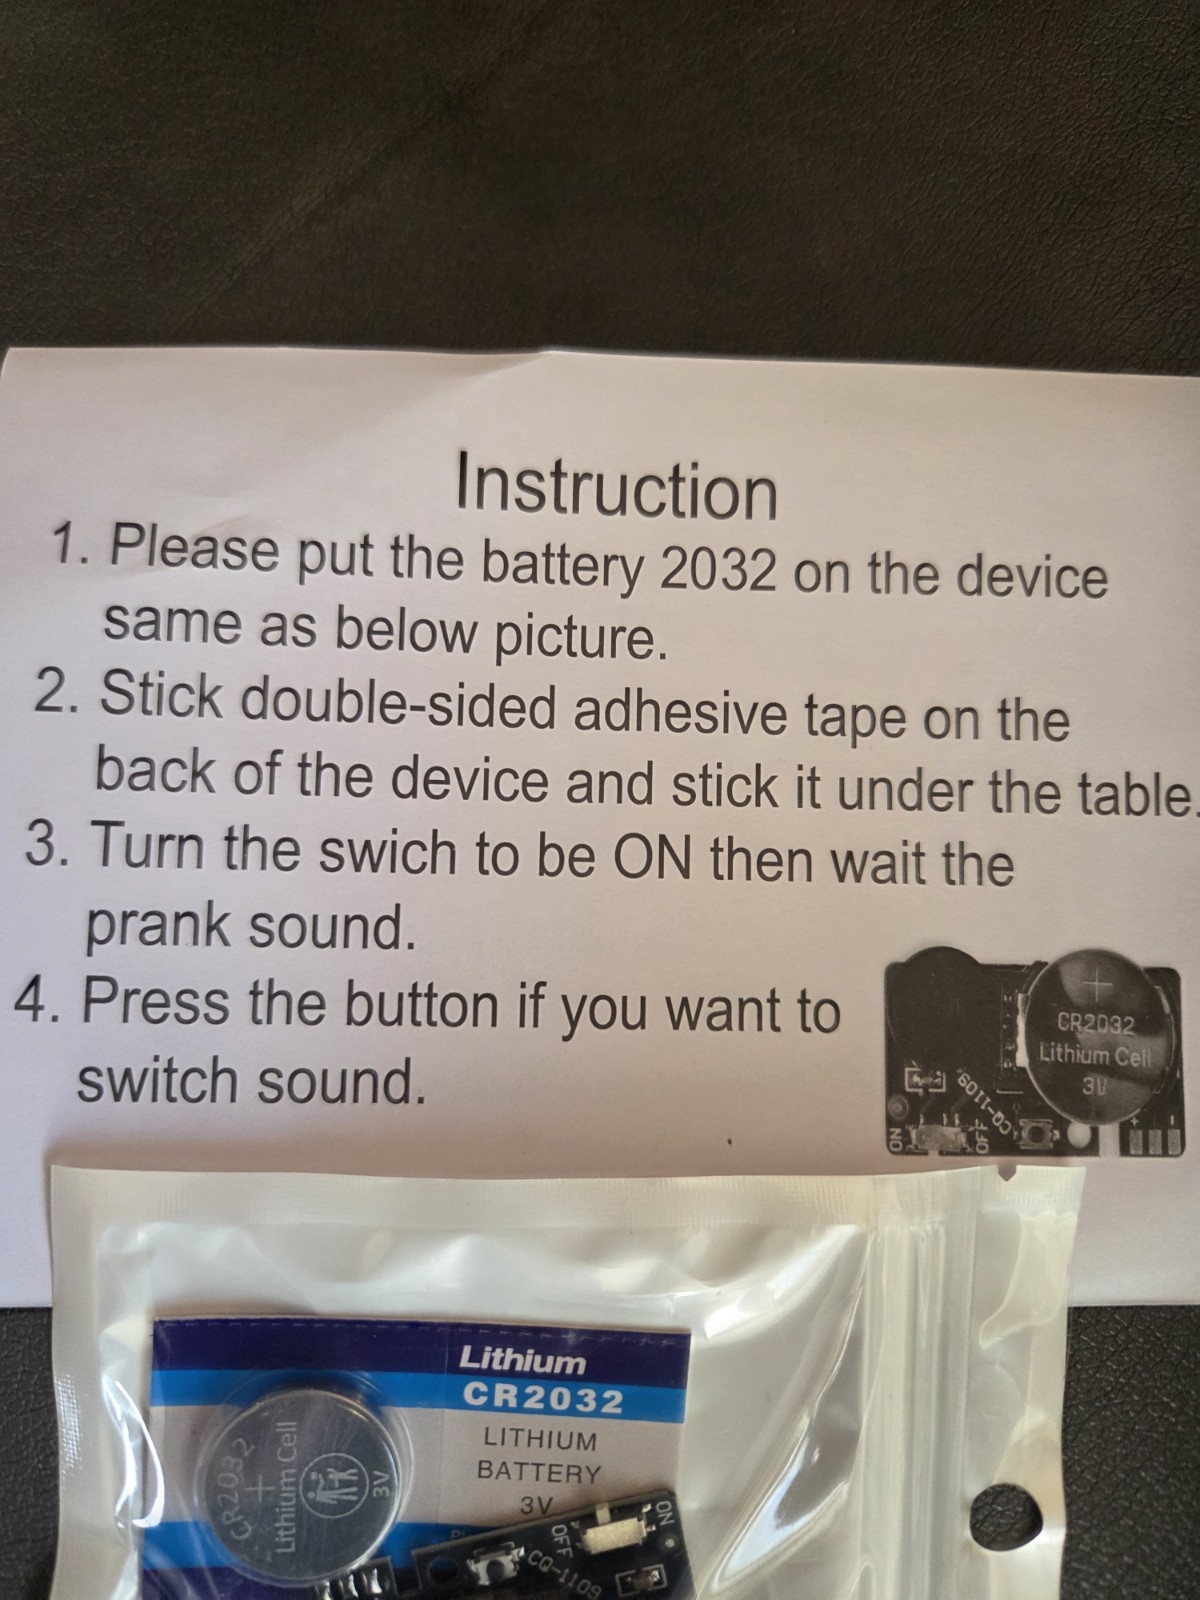 Instruction
1. Please put the battery 2032 on the device
same as below picture.
2. Stick double-sided adhesive tape on the
back of the device and stick it under the table.
3. Turn the swich to be ON then wait the
prank sound.
4. Press the button if you want to
switch sound.
+
CR2032
Lithium Cell
3V
CQ-1109
ON
OFF
+ -
Lithium
CR2032
LITHIUM
BATTERY
3V
CR2032
+
Lithium Cell
3V
ON
OFF
CQ-1109